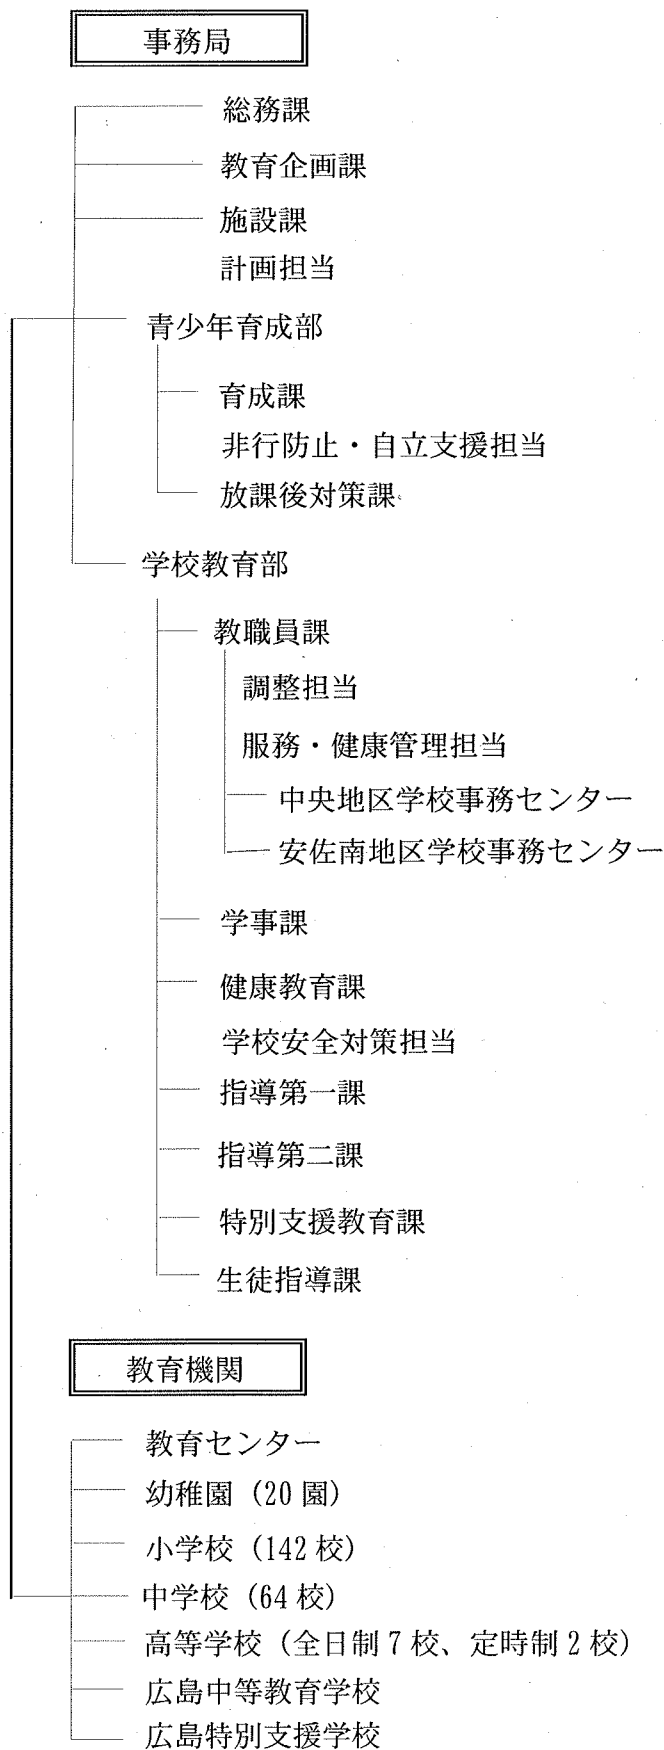 事務局
総務課
教育企画課
施設課
計画担当
青少年育成部
育成課
非行防止・自立支援担当
放課後対策課
学校教育部
教職員課
調整担当
服務・健康管理担当
中央地区学校事務センター
安佐南地区学校事務センター
学事課
健康教育課
学校安全対策担当
指導第一課
指導第二課
特別支援教育課
生徒指導課
教育機関
教育センター
幼稚園（20園）
小学校（142校）
中学校（64校）
高等学校（全日制7校、定時制2校）
広島中等教育学校
広島特別支援学校